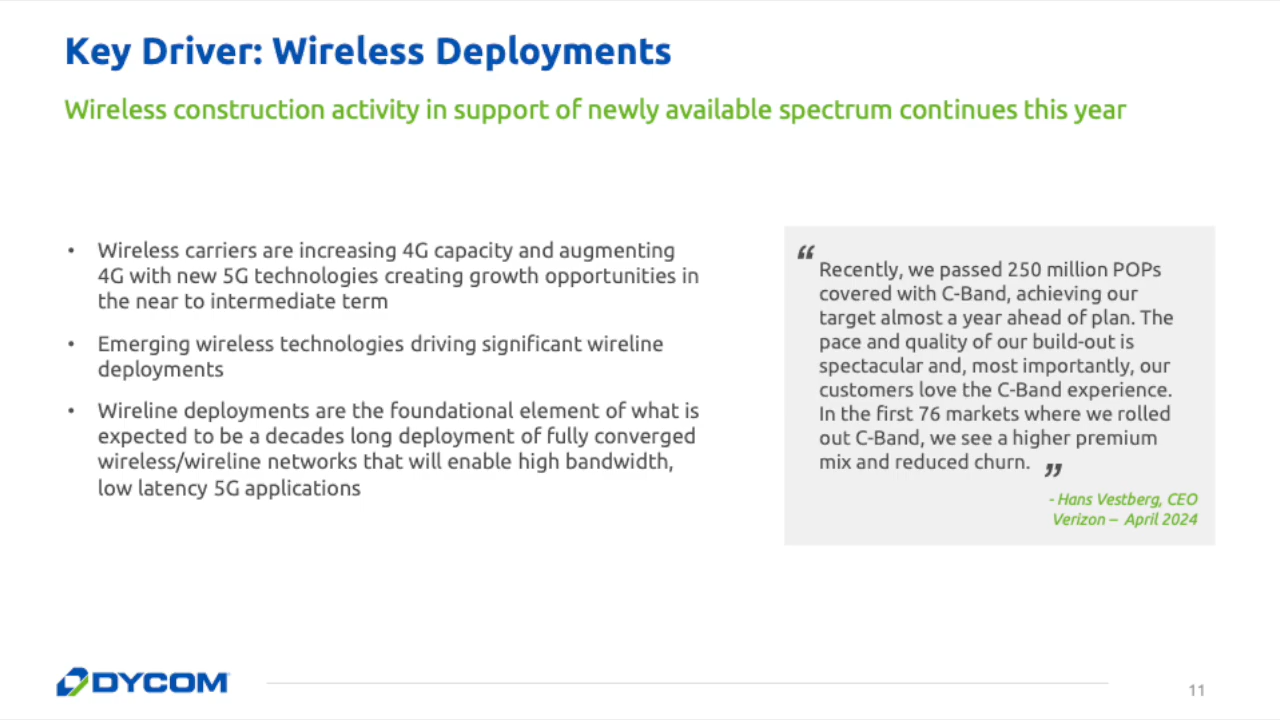 Key Driver: Wireless Deployments
Wireless construction activity in support of newly available spectrum continues this year
• Wireless carriers are increasing 4G capacity and augmenting
4G with new 5G technologies creating growth opportunities in
the near to intermediate term
• Emerging wireless technologies driving significant wireline
deployments
• Wireline deployments are the foundational element of what is
expected to be a decades long deployment of fully converged
wireless/wireline networks that will enable high bandwidth,
low latency 5G applications
“
Recently, we passed 250 million POPs
covered with C-Band, achieving our
target almost a year ahead of plan. The
pace and quality of our build-out is
spectacular and, most importantly, our
customers love the C-Band experience.
In the first 76 markets where we rolled
out C-Band, we see a higher premium
mix and reduced churn. ”
- Hans Vestberg, CEO
Verizon – April 2024
DYCOM
11